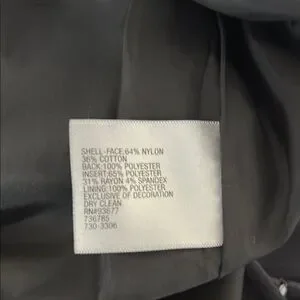 SHELL-FACE:64% NYLON
36% COTTON
BACK:100% POLYESTER
INSERT:65% POLYESTER
31% RAYON 4% SPANDEX
LINING:100% POLYESTER
EXCLUSIVE OF DECORATION
DRY CLEAN
RN#93677
736785
730-3306